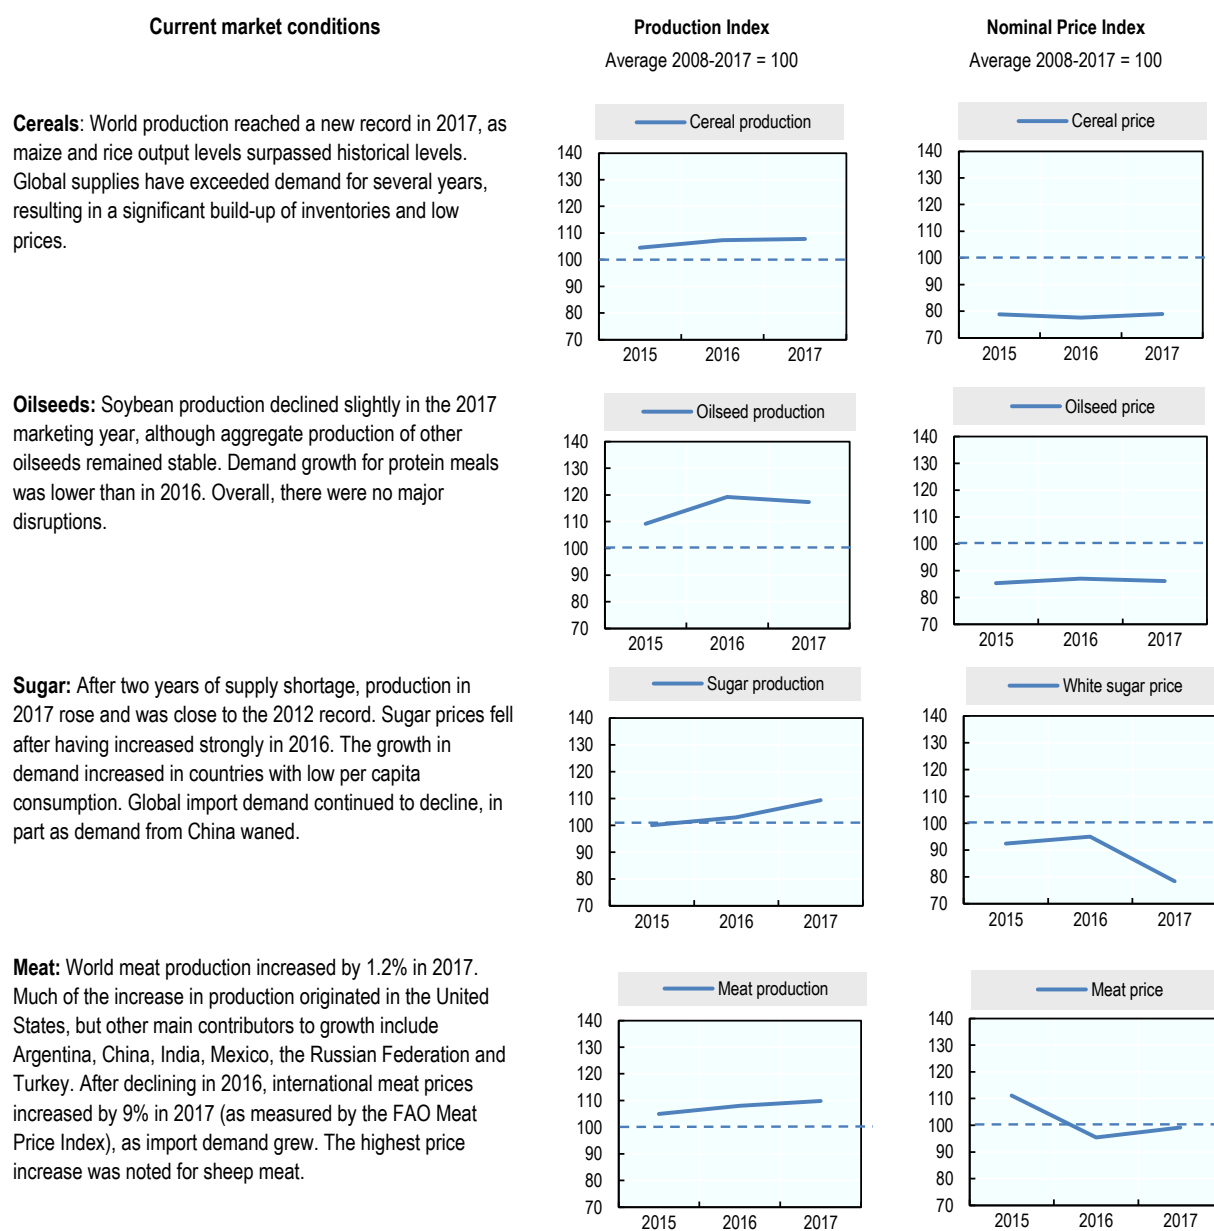 Current market conditions
Production Index
Nominal Price Index
Average 2008-2017 = 100
Average 2008-2017 = 100
Cereals: World production reached a new record in 2017, as
maize and rice output levels surpassed historical levels.
Global supplies have exceeded demand for several years,
resulting in a significant build-up of inventories and low
prices.
Cereal production
140
130
120
110
100
90
80
70
2015 2016 2017
Cereal price
140
130
120
110
100
90
80
70
2015 2016 2017
Oilseeds: Soybean production declined slightly in the 2017
marketing year, although aggregate production of other
oilseeds remained stable. Demand growth for protein meals
was lower than in 2016. Overall, there were no major
disruptions.
Oilseed production
140
130
120
110
100
90
80
70
2015 2016 2017
Oilseed price
140
130
120
110
100
90
80
70
2015 2016 2017
Sugar: After two years of supply shortage, production in
2017 rose and was close to the 2012 record. Sugar prices fell
after having increased strongly in 2016. The growth in
demand increased in countries with low per capita
consumption. Global import demand continued to decline, in
part as demand from China waned.
Sugar production
140
130
120
110
100
90
80
70
2015 2016 2017
White sugar price
140
130
120
110
100
90
80
70
2015 2016 2017
Meat: World meat production increased by 1.2% in 2017.
Much of the increase in production originated in the United
States, but other main contributors to growth include
Argentina, China, India, Mexico, the Russian Federation and
Turkey. After declining in 2016, international meat prices
increased by 9% in 2017 (as measured by the FAO Meat
Price Index), as import demand grew. The highest price
increase was noted for sheep meat.
Meat production
140
130
120
110
100
90
80
70
2015 2016 2017
Meat price
140
130
120
110
100
90
80
70
2015 2016 2017